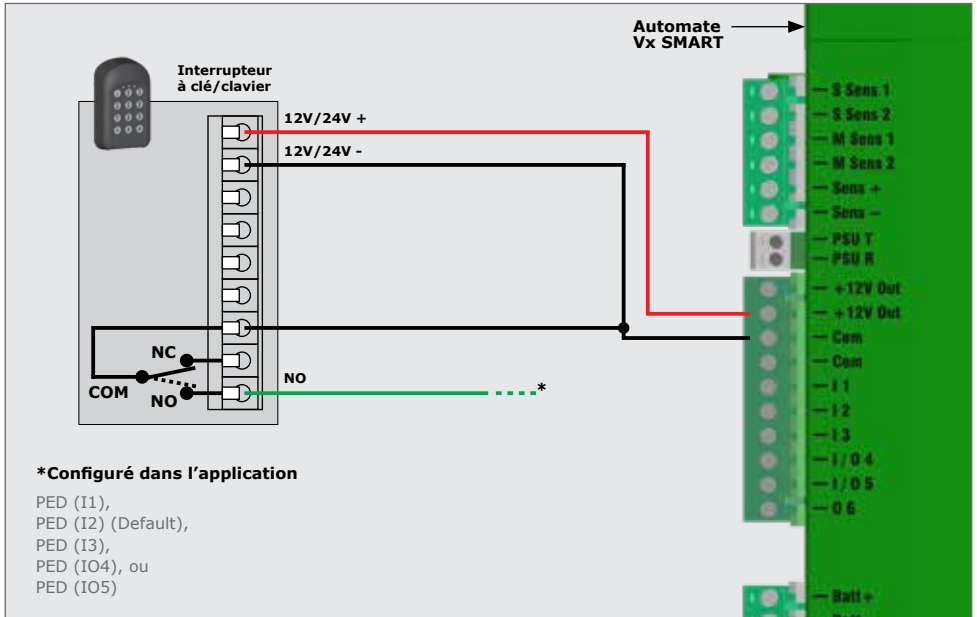 Automate
Vx SMART
Interrupteur
à clé/clavier
12V/24V +
12V/24V -
NC
COM
NO
NO
*
S Sens 1
S Sens 2
M Sens 1
M Sens 2
Sens +
Sens –
PSU T
PSU R
+12V Out
+12V Out
Com
Com
I 1
I 2
I 3
I / O 4
I / O 5
O 6
Batt+
*Configuré dans l’application
PED (I1),
PED (I2) (Default),
PED (I3),
PED (IO4), ou
PED (IO5)